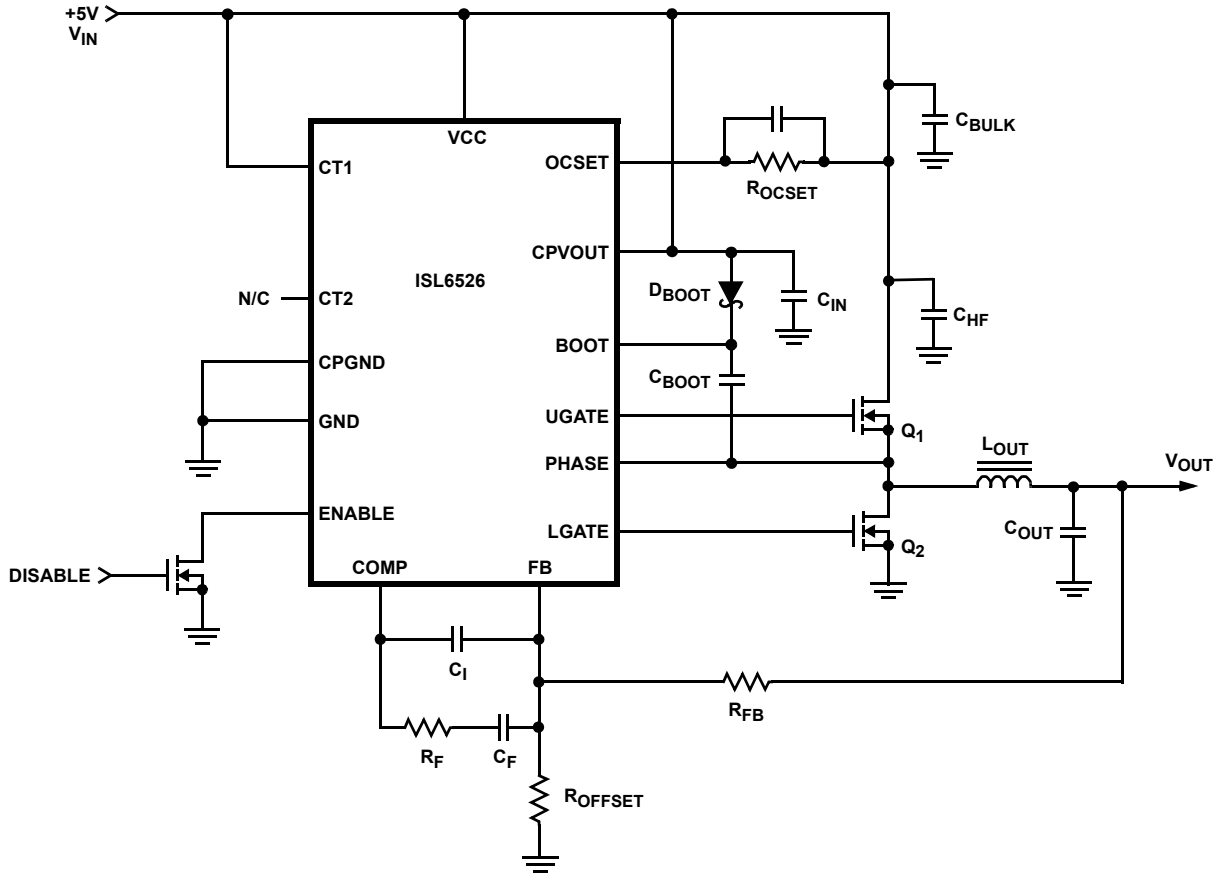 +5V
VIN
VCC
CT1
OCSET
ROCSET
CBULK
CPVOUT
ISL6526
DBOOT
CIN
N/C
CT2
CHF
BOOT
CPGND
CBOOT
GND
UGATE
Q1
PHASE
LOUT
VOUT
ENABLE
LGATE
Q2
COUT
DISABLE
COMP
FB
CI
RFB
RF
CF
ROFFSET